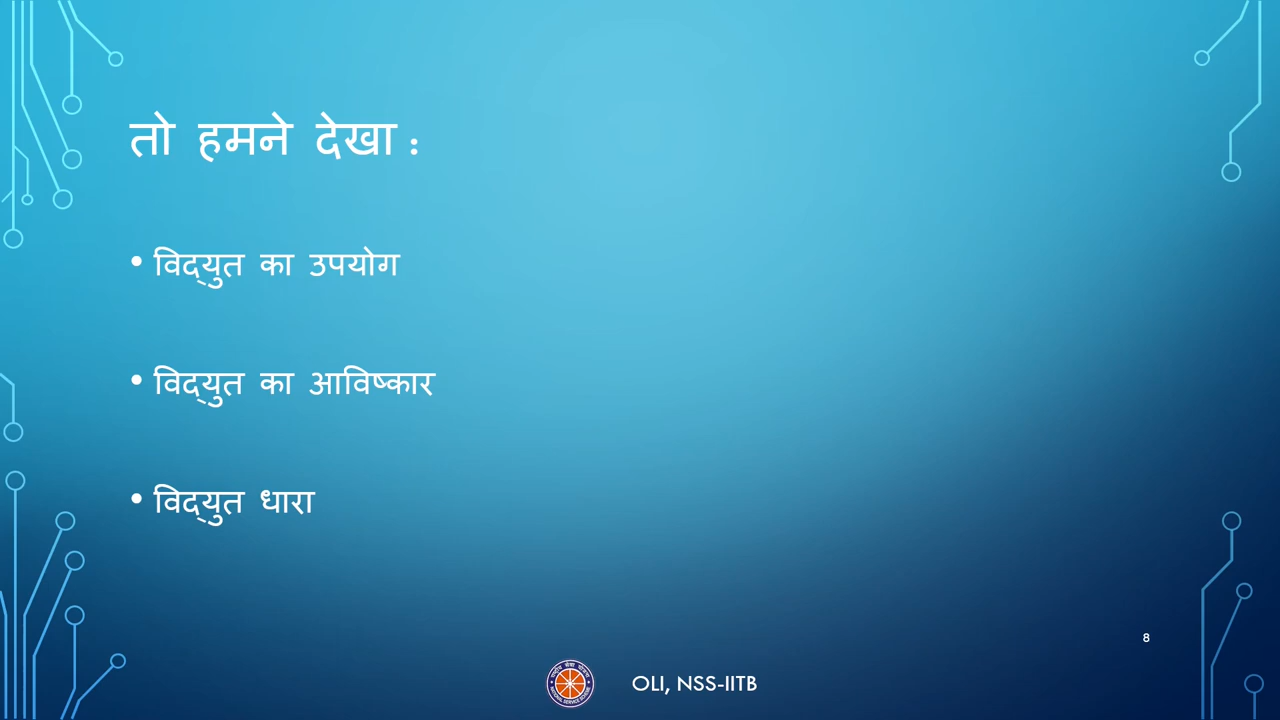 तो हमने देखा :
• विद्‌युत का उपयोग
• विद्‌युत का आविष्कार
• विद्‌युत धारा
8
OLI, NSS-IITB